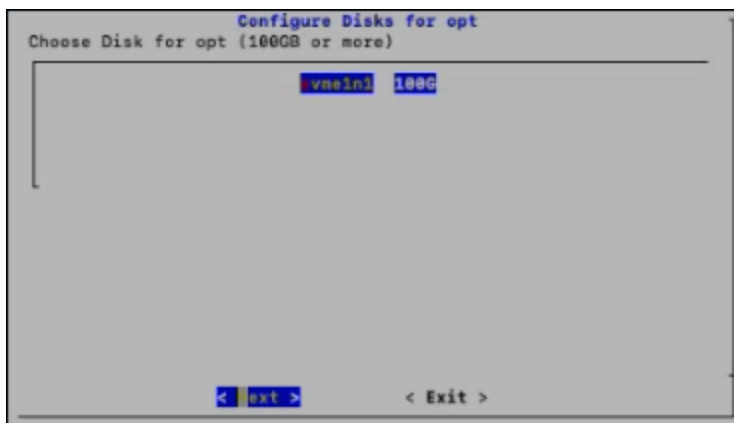 Configure Disks for opt
Choose Disk for opt (100GB or more)
nvme1n1 100G
< Next > < Exit >